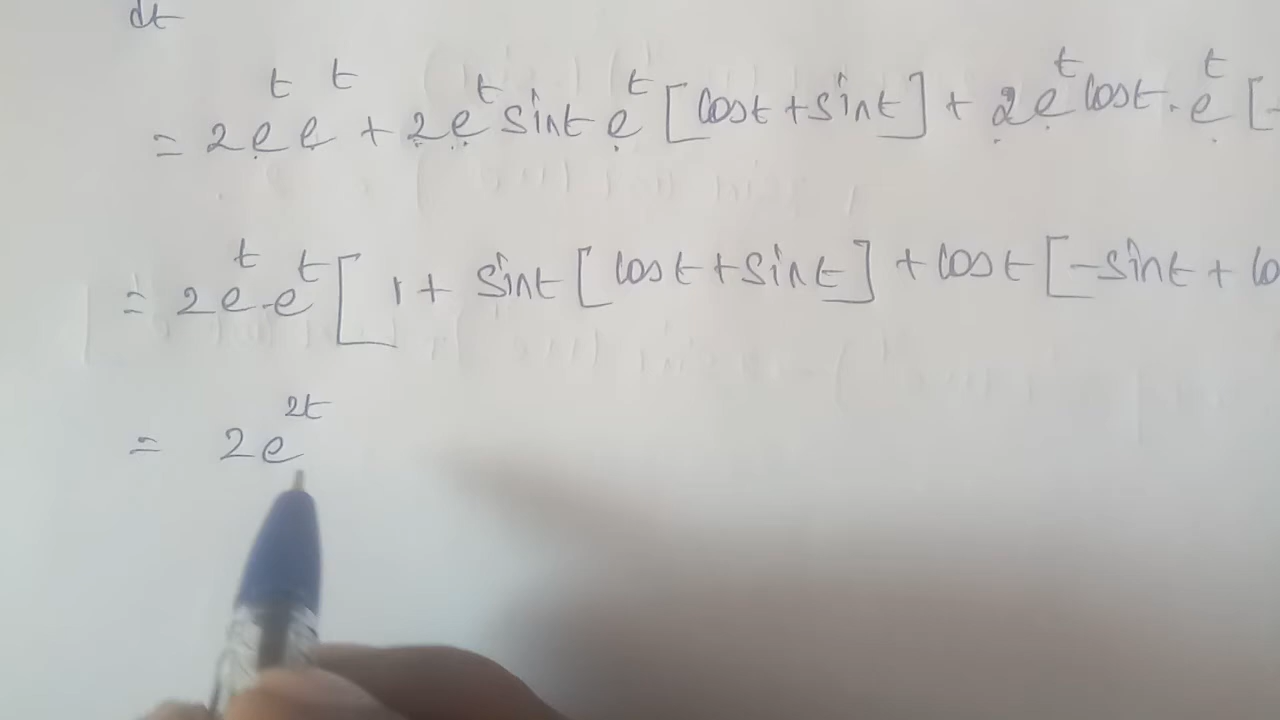 dt
= 2e^t e^t + 2e^t sint e^t [cost + sint] + 2e^t cost . e^t [-
= 2e^t . e^t [ 1 + sint [cost + sint] + cost [-sint + co
= 2e^2t